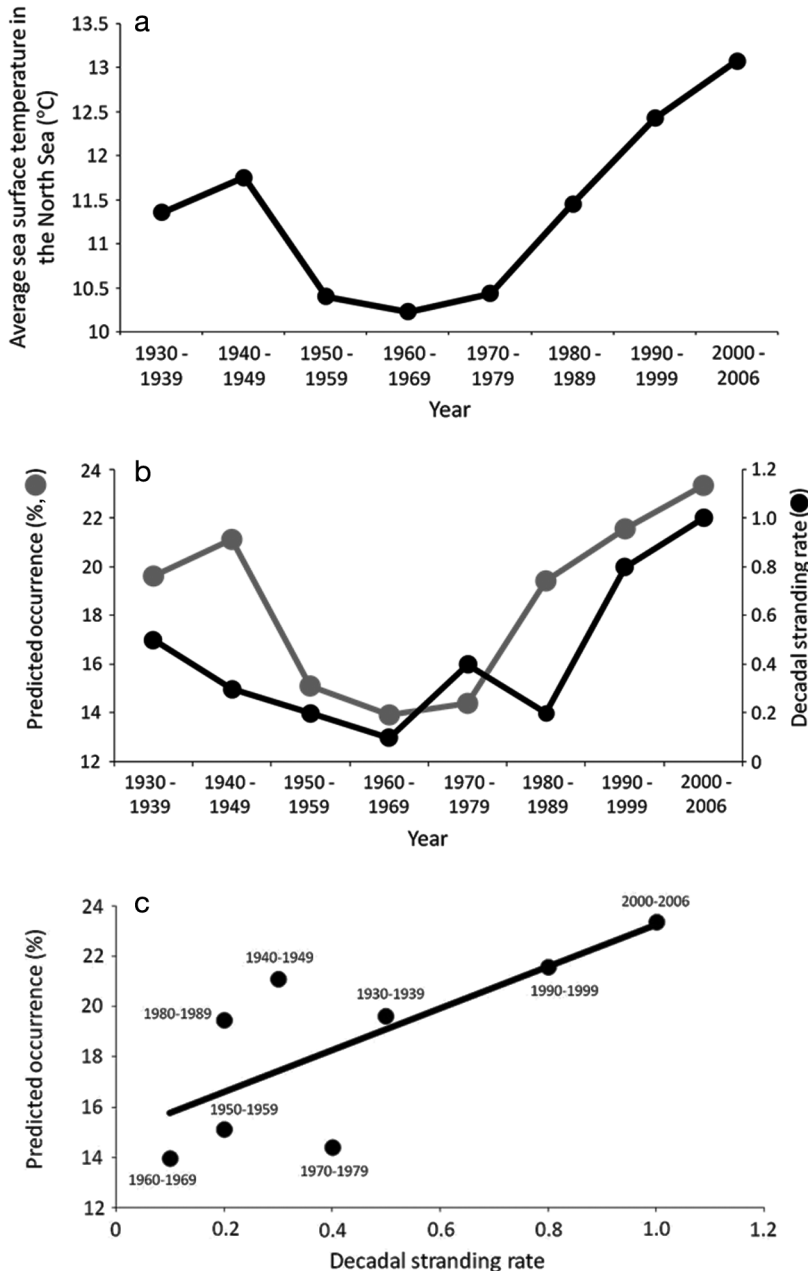 a
Average sea surface temperature in
the North Sea (°C)
13.5
13
12.5
12
11.5
11
10.5
10
1930 - 1940 - 1950 - 1960 - 1970 - 1980 - 1990 - 2000 -
1939 1949 1959 1969 1979 1989 1999 2006
Year
b
Predicted occurrence (%, )
24
22
20
18
16
14
12
Decadal stranding rate ( )
1.2
1.0
0.8
0.6
0.4
0.2
0
1930 - 1940 - 1950 - 1960 - 1970 - 1980 - 1990 - 2000 -
1939 1949 1959 1969 1979 1989 1999 2006
Year
c
Predicted occurrence (%)
24
22
20
18
16
14
12
2000-2006
1940-1949
1990-1999
1930-1939
1980-1989
1950-1959
1970-1979
1960-1969
0 0.2 0.4 0.6 0.8 1.0 1.2
Decadal stranding rate